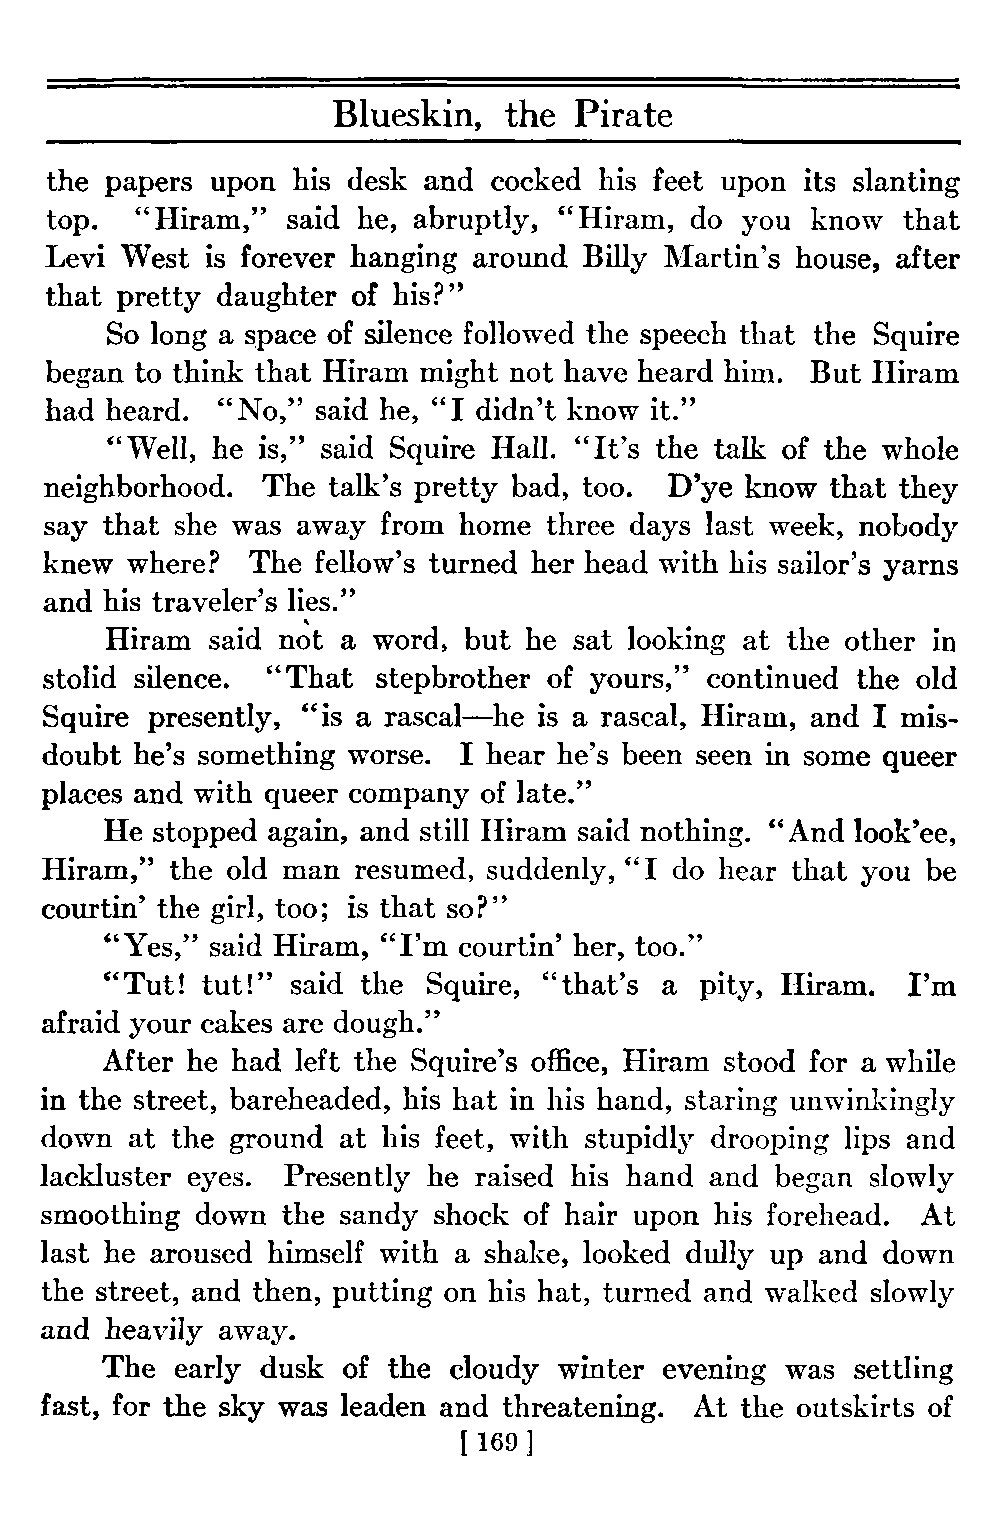 Blueskin, the Pirate
the papers upon his desk and cocked his feet upon its slanting
top. “Hiram,” said he, abruptly, “Hiram, do you know that
Levi West is forever hanging around Billy Martin’s house, after
that pretty daughter of his?”
So long a space of silence followed the speech that the Squire
began to think that Hiram might not have heard him. But Hiram
had heard. “No,” said he, “I didn’t know it.”
“Well, he is,” said Squire Hall. “It’s the talk of the whole
neighborhood. The talk’s pretty bad, too. D’ye know that they
say that she was away from home three days last week, nobody
knew where? The fellow’s turned her head with his sailor’s yarns
and his traveler’s lies.”
Hiram said not a word, but he sat looking at the other in
stolid silence. “That stepbrother of yours,” continued the old
Squire presently, “is a rascal—he is a rascal, Hiram, and I mis-
doubt he’s something worse. I hear he’s been seen in some queer
places and with queer company of late.”
He stopped again, and still Hiram said nothing. “And look’ee,
Hiram,” the old man resumed, suddenly, “I do hear that you be
courtin’ the girl, too; is that so?”
“Yes,” said Hiram, “I’m courtin’ her, too.”
“Tut! tut!” said the Squire, “that’s a pity, Hiram. I’m
afraid your cakes are dough.”
After he had left the Squire’s office, Hiram stood for a while
in the street, bareheaded, his hat in his hand, staring unwinkingly
down at the ground at his feet, with stupidly drooping lips and
lackluster eyes. Presently he raised his hand and began slowly
smoothing down the sandy shock of hair upon his forehead. At
last he aroused himself with a shake, looked dully up and down
the street, and then, putting on his hat, turned and walked slowly
and heavily away.
The early dusk of the cloudy winter evening was settling
fast, for the sky was leaden and threatening. At the outskirts of
[ 169 ]